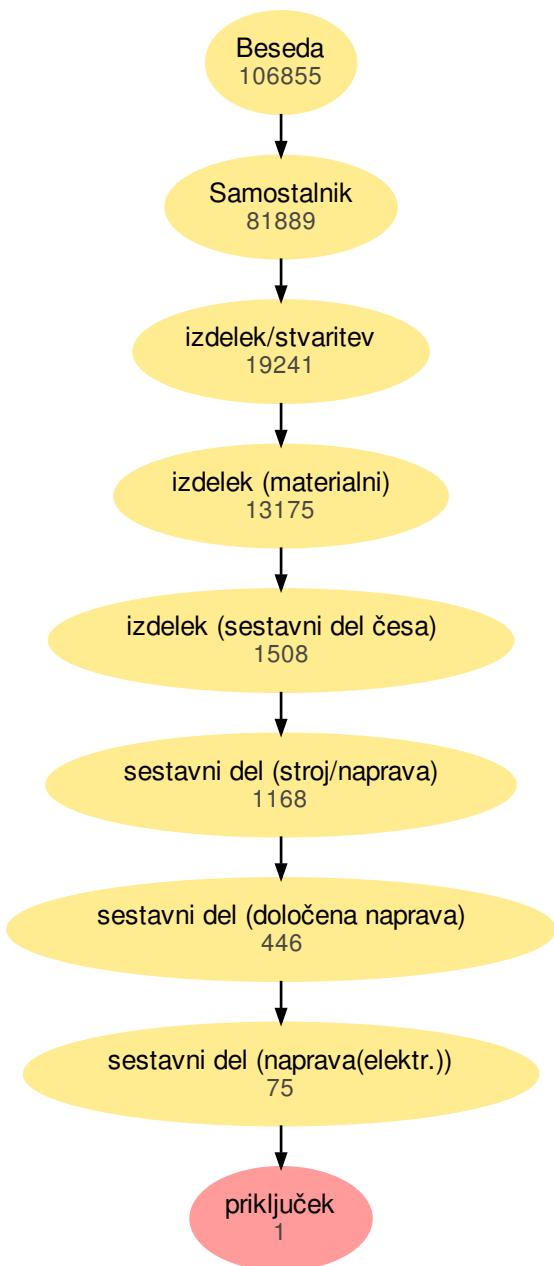 Beseda
106855
Samostalnik
81889
izdelek/stvaritev
19241
izdelek (materialni)
13175
izdelek (sestavni del česa)
1508
sestavni del (stroj/naprava)
1168
sestavni del (določena naprava)
446
sestavni del (naprava(elektr.))
75
priključek
1